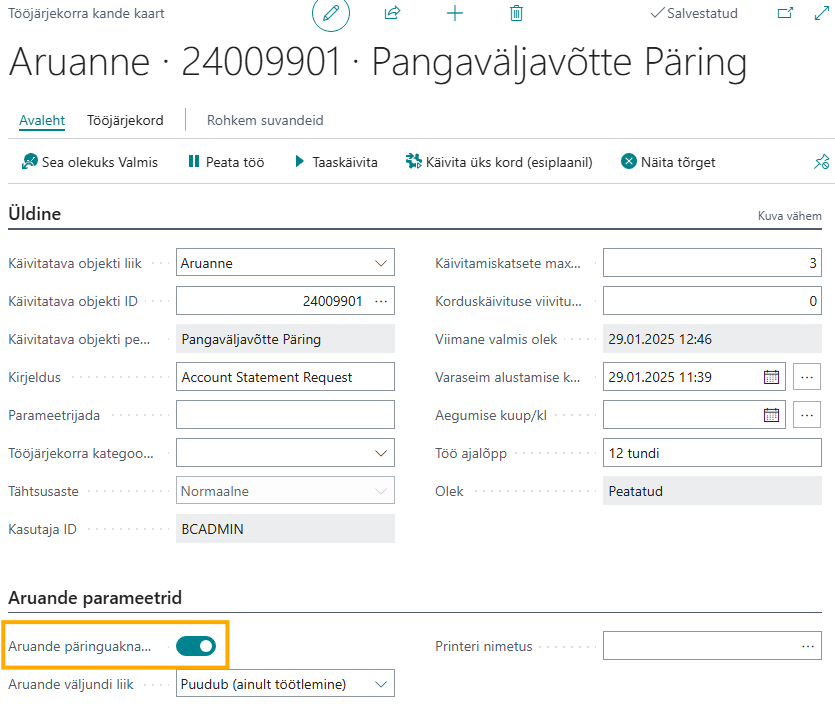 Tööjärjekorra kande kaart
Salvestatud
Aruanne · 24009901 · Pangaväljavõtte Päring
Avaleht Tööjärjekord Rohkem suvandeid
Sea olekuks Valmis Peata töö Taaskäivita Käivita üks kord (esiplaanil) Näita tõrget
Üldine
Kuva vähem
Käivitatava objekti liik Aruanne
Käivitatava objekti ID 24009901 ...
Käivitatava objekti pe... Pangaväljavõtte Päring
Kirjeldus Account Statement Request
Parameetrijada
Tööjärjekorra kategoo...
Tähtsusaste Normaalne
Kasutaja ID BCADMIN
Käivitamiskatsete max... 3
Korduskäivituse viivitu... 0
Viimane valmis olek 29.01.2025 12:46
Varaseim alustamise k... 29.01.2025 11:39 ...
Aegumise kuup/kl ...
Töö ajalõpp 12 tundi
Olek Peatatud
Aruande parameetrid
Aruande päringuakna...
Aruande väljundi liik Puudub (ainult töötlemine)
Printeri nimetus ...